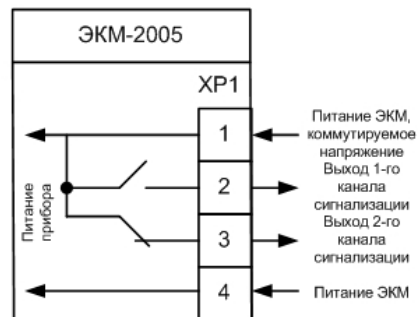 ЭКМ-2005
XP1
Питание ЭКМ,
коммутируемое
напряжение
1
Выход 1-го
канала
сигнализации
2
Выход 2-го
канала
сигнализации
3
Питание ЭКМ
4
Питание
прибора